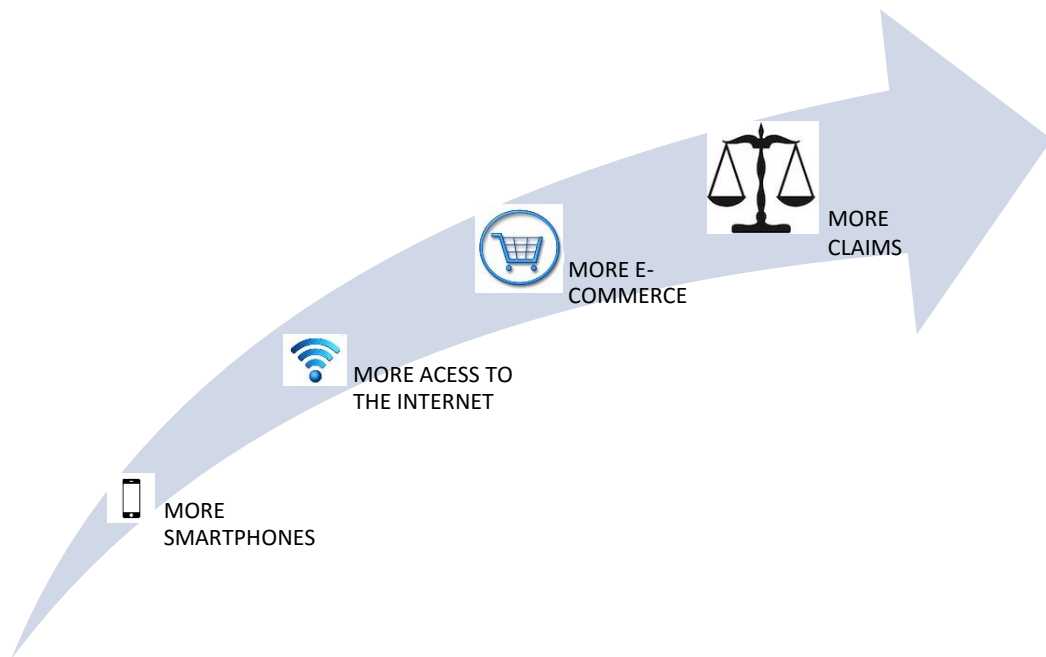 MORE
SMARTPHONES
MORE ACESS TO
THE INTERNET
MORE E-
COMMERCE
MORE
CLAIMS